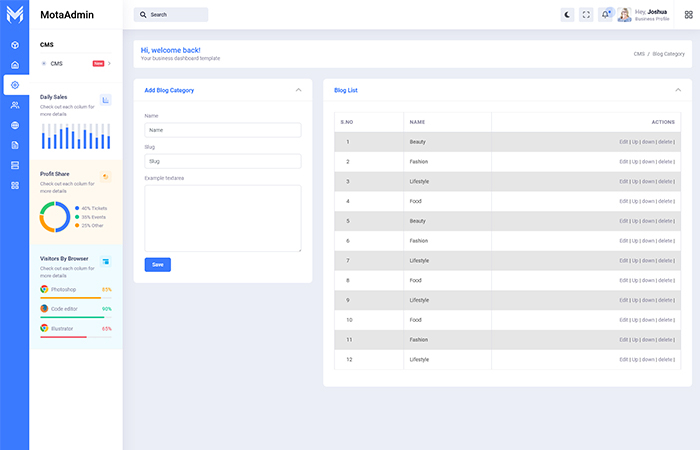 MotaAdmin
Search
Hey, Joshua
Business Profile
CMS
CMS
New
Daily Sales
Check out each colum for
more details
Profit Share
Check out each colum for
more details
40% Tickets
35% Events
25% Other
Visitors By Browser
Check out each colum for
more details
Photoshop 85%
Code editor 90%
Illustrator 65%
Hi, welcome back!
Your business dashboard template
CMS / Blog Category
Add Blog Category
Name
Name
Slug
Slug
Example textarea
Save
Blog List
S.NO NAME ACTIONS
1 Beauty Edit | Up | down | delete |
2 Fashion Edit | Up | down | delete |
3 Lifestyle Edit | Up | down | delete |
4 Food Edit | Up | down | delete |
5 Beauty Edit | Up | down | delete |
6 Fashion Edit | Up | down | delete |
7 Lifestyle Edit | Up | down | delete |
8 Food Edit | Up | down | delete |
9 Lifestyle Edit | Up | down | delete |
10 Food Edit | Up | down | delete |
11 Fashion Edit | Up | down | delete |
12 Lifestyle Edit | Up | down | delete |